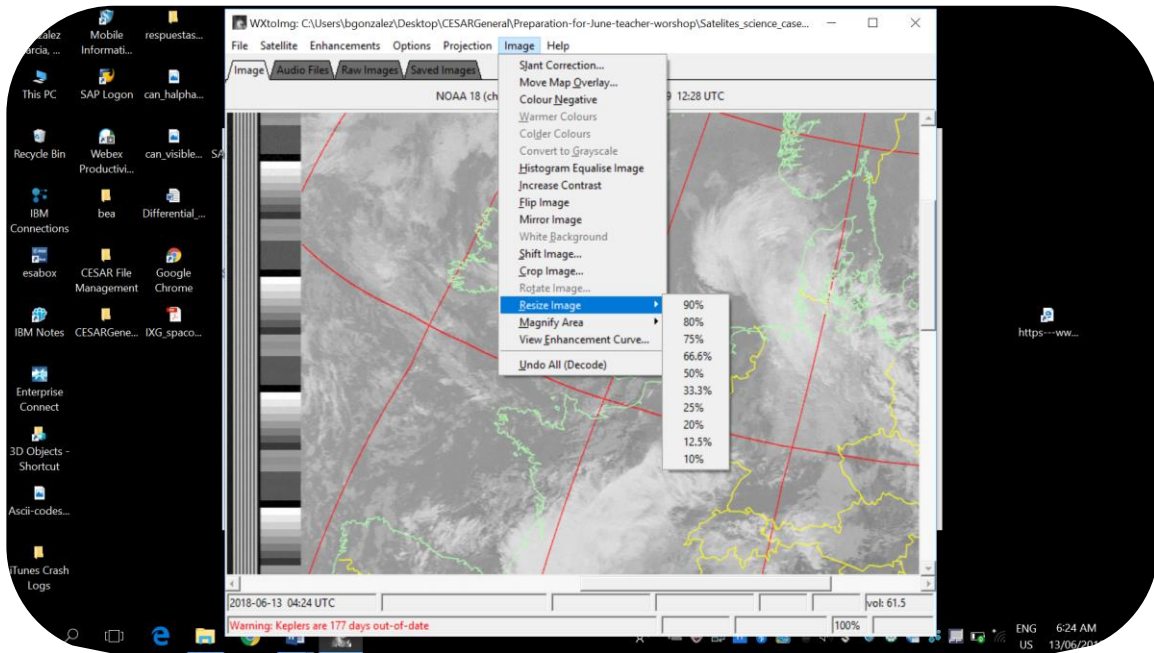 Mobile
Informati...
respuestas...
This PC
SAP Logon
can_halpha...
Recycle Bin
Webex
Productivi...
can_visible...
IBM
Connections
bea
Differential_...
esabox
CESAR File
Management
Google
Chrome
IBM Notes
CESARGene...
IXG_spaco...
Enterprise
Connect
3D Objects -
Shortcut
Ascii-codes...
iTunes Crash
Logs
WXtoImg: C:\Users\bgonzalez\Desktop\CESARGeneral\Preparation-for-June-teacher-worshop\Satelites_science_case...
File Satellite Enhancements Options Projection Image Help
Image Audio Files Raw Images Saved Images
NOAA 18 (ch
12:28 UTC
Slant Correction...
Move Map Overlay...
Colour Negative
Warmer Colours
Colder Colours
Convert to Grayscale
Histogram Equalise Image
Increase Contrast
Flip Image
Mirror Image
White Background
Shift Image...
Crop Image...
Rotate Image...
Resize Image
Magnify Area
View Enhancement Curve...
Undo All (Decode)
90%
80%
75%
66.6%
50%
33.3%
25%
20%
12.5%
10%
2018-06-13 04:24 UTC
vol: 61.5
Warning: Keplers are 177 days out-of-date
100%
https---ww...
ENG
US
6:24 AM